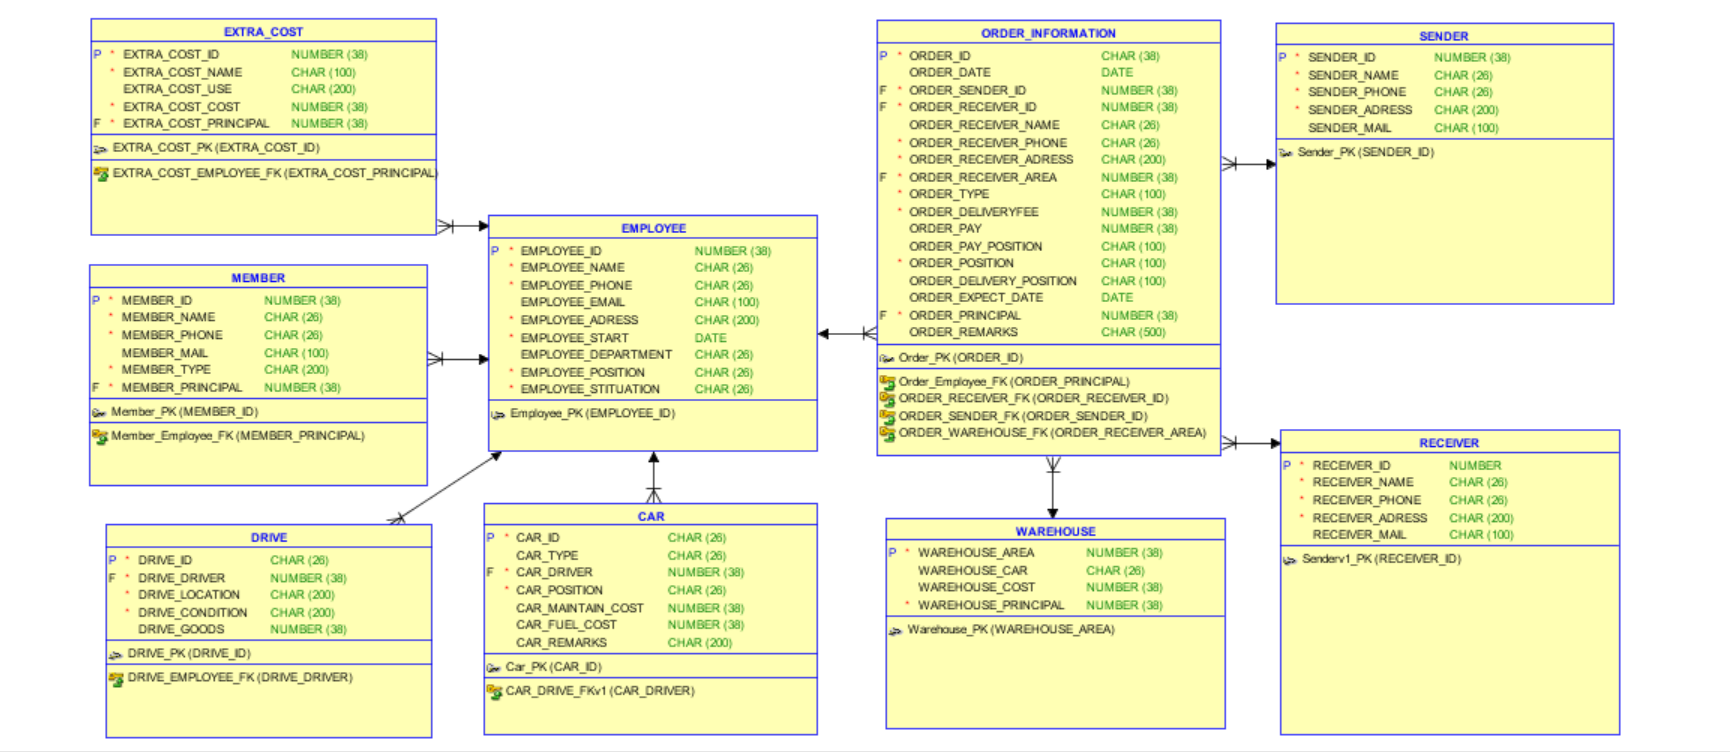 EXTRA_COST
P * EXTRA_COST_ID NUMBER (38)
* EXTRA_COST_NAME CHAR (100)
EXTRA_COST_USE CHAR (200)
* EXTRA_COST_COST NUMBER (38)
F * EXTRA_COST_PRINCIPAL NUMBER (38)
EXTRA_COST_PK (EXTRA_COST_ID)
EXTRA_COST_EMPLOYEE_FK (EXTRA_COST_PRINCIPAL)
MEMBER
P * MEMBER_ID NUMBER (38)
* MEMBER_NAME CHAR (26)
* MEMBER_PHONE CHAR (26)
MEMBER_MAIL CHAR (100)
* MEMBER_TYPE CHAR (200)
F * MEMBER_PRINCIPAL NUMBER (38)
Member_PK (MEMBER_ID)
Member_Employee_FK (MEMBER_PRINCIPAL)
DRIVE
P * DRIVE_ID CHAR (26)
F * DRIVE_DRIVER NUMBER (38)
* DRIVE_LOCATION CHAR (200)
* DRIVE_CONDITION CHAR (200)
DRIVE_GOODS NUMBER (38)
DRIVE_PK (DRIVE_ID)
DRIVE_EMPLOYEE_FK (DRIVE_DRIVER)
EMPLOYEE
P * EMPLOYEE_ID NUMBER (38)
* EMPLOYEE_NAME CHAR (26)
* EMPLOYEE_PHONE CHAR (26)
EMPLOYEE_EMAIL CHAR (100)
* EMPLOYEE_ADRESS CHAR (200)
* EMPLOYEE_START DATE
EMPLOYEE_DEPARTMENT CHAR (26)
* EMPLOYEE_POSITION CHAR (26)
* EMPLOYEE_STITUATION CHAR (26)
Employee_PK (EMPLOYEE_ID)
CAR
P * CAR_ID CHAR (26)
CAR_TYPE CHAR (26)
F * CAR_DRIVER NUMBER (38)
* CAR_POSITION CHAR (26)
CAR_MAINTAIN_COST NUMBER (38)
CAR_FUEL_COST NUMBER (38)
CAR_REMARKS CHAR (200)
Car_PK (CAR_ID)
CAR_DRIVE_FKv1 (CAR_DRIVER)
ORDER_INFORMATION
P * ORDER_ID CHAR (38)
ORDER_DATE DATE
F * ORDER_SENDER_ID NUMBER (38)
F * ORDER_RECEIVER_ID NUMBER (38)
ORDER_RECEIVER_NAME CHAR (26)
* ORDER_RECEIVER_PHONE CHAR (26)
* ORDER_RECEIVER_ADRESS CHAR (200)
F * ORDER_RECEIVER_AREA NUMBER (38)
* ORDER_TYPE CHAR (100)
* ORDER_DELIVERYFEE NUMBER (38)
ORDER_PAY NUMBER (38)
ORDER_PAY_POSITION CHAR (100)
* ORDER_POSITION CHAR (100)
ORDER_DELIVERY_POSITION CHAR (100)
ORDER_EXPECT_DATE DATE
F * ORDER_PRINCIPAL NUMBER (38)
ORDER_REMARKS CHAR (500)
Order_PK (ORDER_ID)
Order_Employee_FK (ORDER_PRINCIPAL)
ORDER_RECEIVER_FK (ORDER_RECEIVER_ID)
ORDER_SENDER_FK (ORDER_SENDER_ID)
ORDER_WAREHOUSE_FK (ORDER_RECEIVER_AREA)
WAREHOUSE
P * WAREHOUSE_AREA NUMBER (38)
WAREHOUSE_CAR CHAR (26)
WAREHOUSE_COST NUMBER (38)
* WAREHOUSE_PRINCIPAL NUMBER (38)
Warehouse_PK (WAREHOUSE_AREA)
SENDER
P * SENDER_ID NUMBER (38)
* SENDER_NAME CHAR (26)
* SENDER_PHONE CHAR (26)
* SENDER_ADRESS CHAR (200)
SENDER_MAIL CHAR (100)
Sender_PK (SENDER_ID)
RECEIVER
P * RECEIVER_ID NUMBER
* RECEIVER_NAME CHAR (26)
* RECEIVER_PHONE CHAR (26)
* RECEIVER_ADRESS CHAR (200)
RECEIVER_MAIL CHAR (100)
Senderv1_PK (RECEIVER_ID)